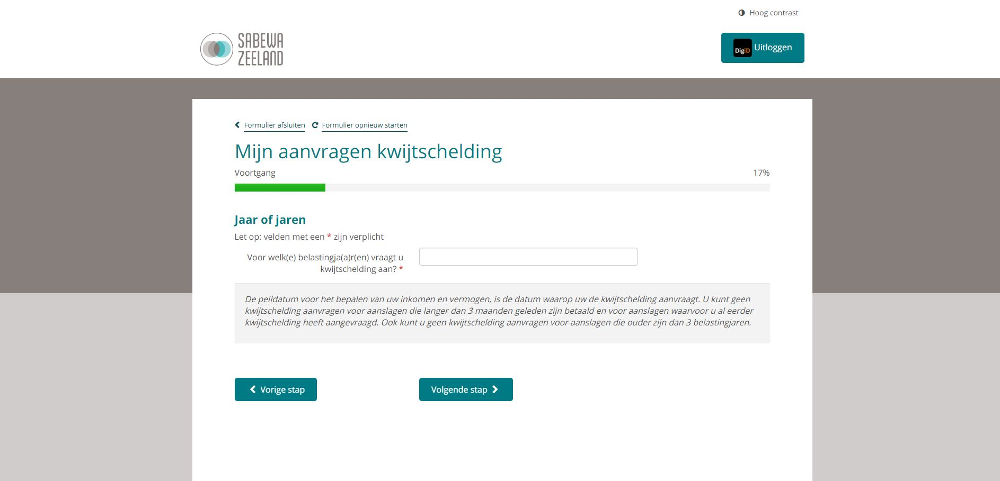 Hoog contrast
SABEWA
ZEELAND
DigiD Uitloggen
Formulier afsluiten Formulier opnieuw starten
Mijn aanvragen kwijtschelding
Voortgang 17%
Jaar of jaren
Let op: velden met een * zijn verplicht
Voor welk(e) belastingja(a)r(en) vraagt u
kwijtschelding aan? *
De peildatum voor het bepalen van uw inkomen en vermogen, is de datum waarop uw de kwijtschelding aanvraagt. U kunt geen
kwijtschelding aanvragen voor aanslagen die langer dan 3 maanden geleden zijn betaald en voor aanslagen waarvoor u al eerder
kwijtschelding heeft aangevraagd. Ook kunt u geen kwijtschelding aanvragen voor aanslagen die ouder zijn dan 3 belastingjaren.
Vorige stap Volgende stap